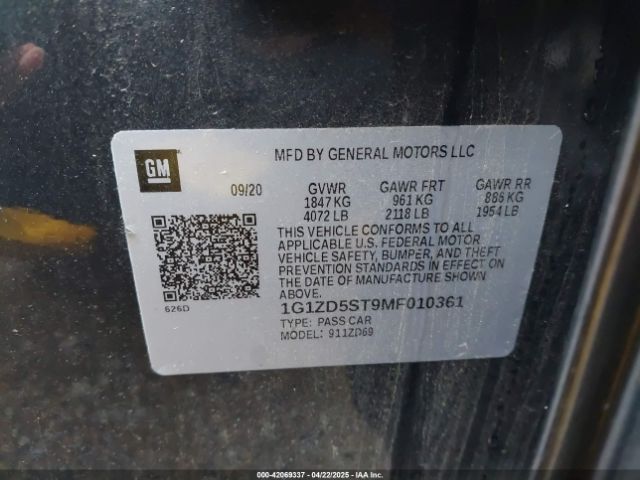 GM
MFD BY GENERAL MOTORS LLC
09/20
GVWR GAWR FRT GAWR RR
1847 KG 961 KG 886 KG
4072 LB 2118 LB 1954 LB
THIS VEHICLE CONFORMS TO ALL
APPLICABLE U.S. FEDERAL MOTOR
VEHICLE SAFETY, BUMPER, AND THEFT
PREVENTION STANDARDS IN EFFECT ON
THE DATE OF MANUFACTURE SHOWN
ABOVE.
626D
1G1ZD5ST9MF010361
TYPE: PASS CAR
MODEL: 911ZD69
000-42069337 - 04/22/2025 - IAAI.COM